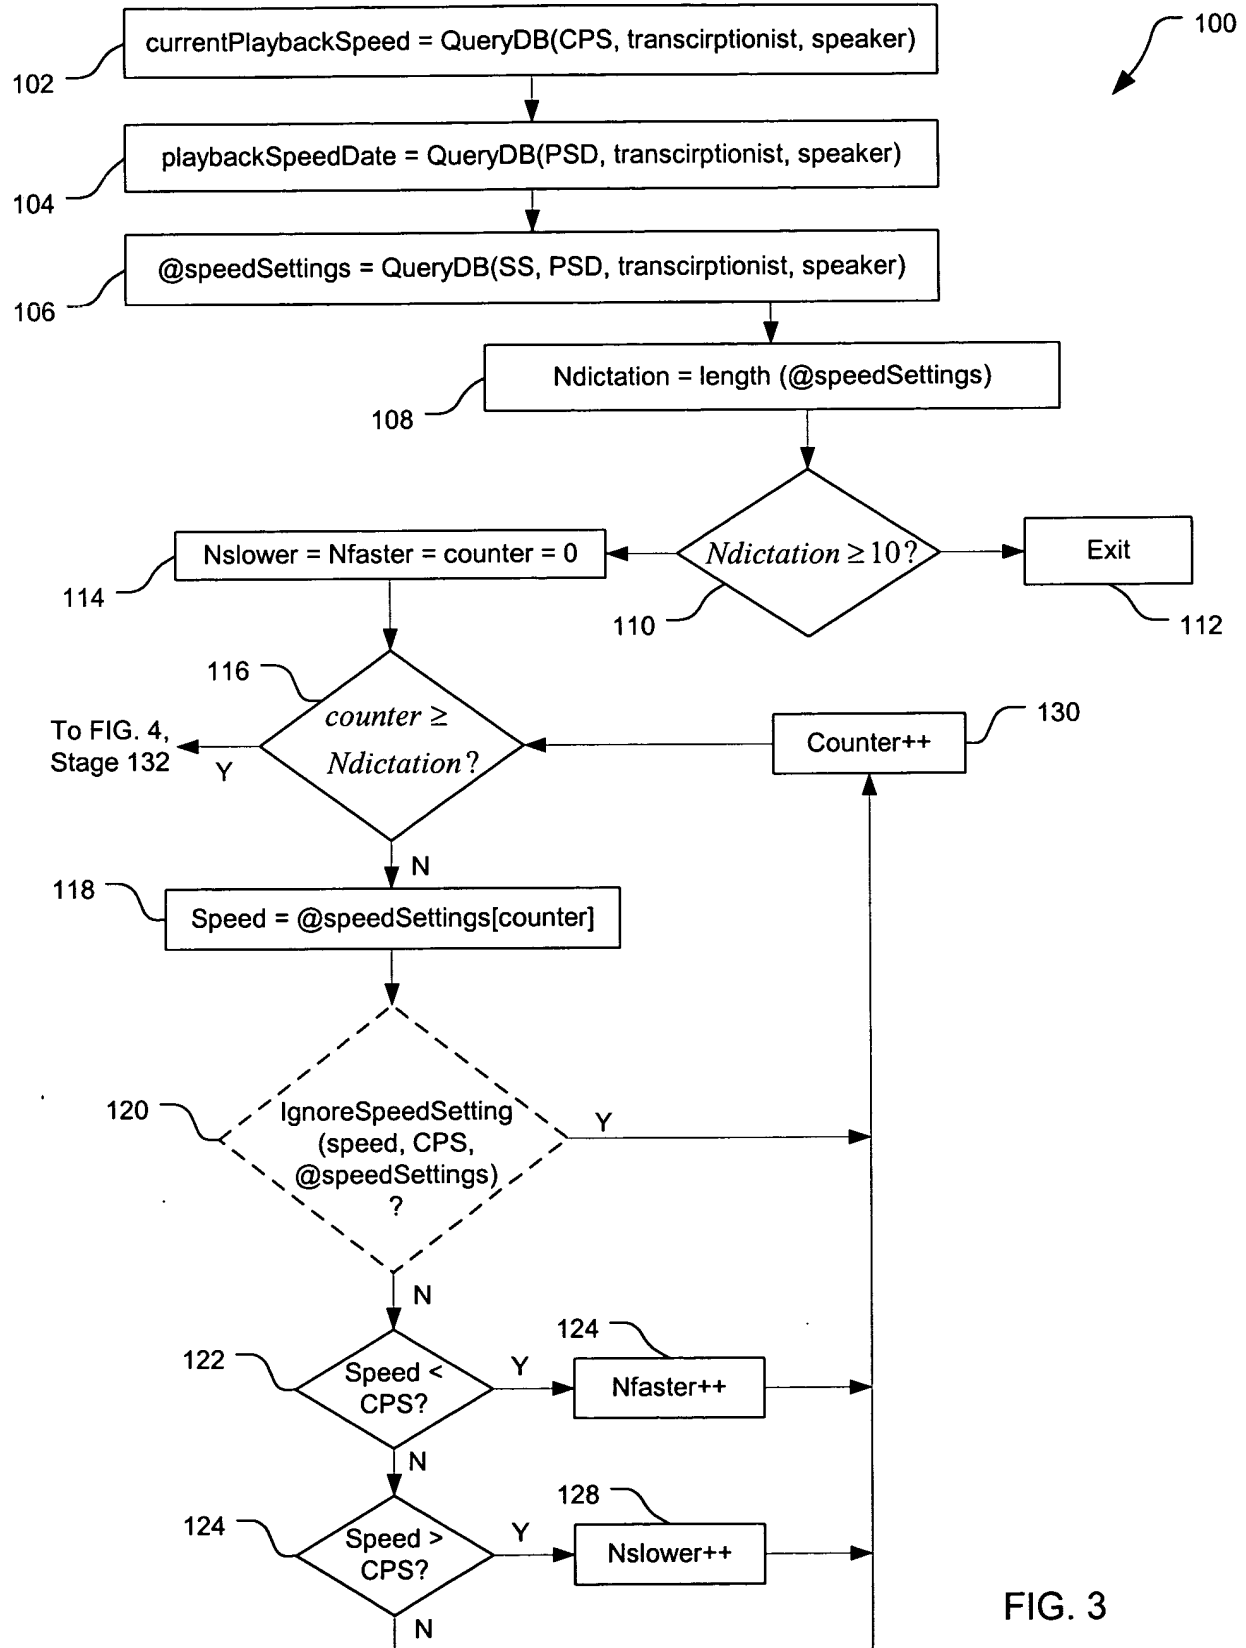 100
currentPlaybackSpeed = QueryDB(CPS, transcirptionist, speaker)
102
playbackSpeedDate = QueryDB(PSD, transcirptionist, speaker)
104
@speedSettings = QueryDB(SS, PSD, transcirptionist, speaker)
106
Ndictation = length (@speedSettings)
108
Nslower = Nfaster = counter = 0
114
Ndictation ≥ 10?
110
Exit
112
116
counter ≥
Ndictation?
To FIG. 4,
Stage 132
Y
Counter++
130
N
118
Speed = @speedSettings[counter]
120
IgnoreSpeedSetting
(speed, CPS,
@speedSettings)
?
Y
N
122
Speed <
CPS?
Y
124
Nfaster++
N
124
Speed >
CPS?
Y
128
Nslower++
N
FIG. 3